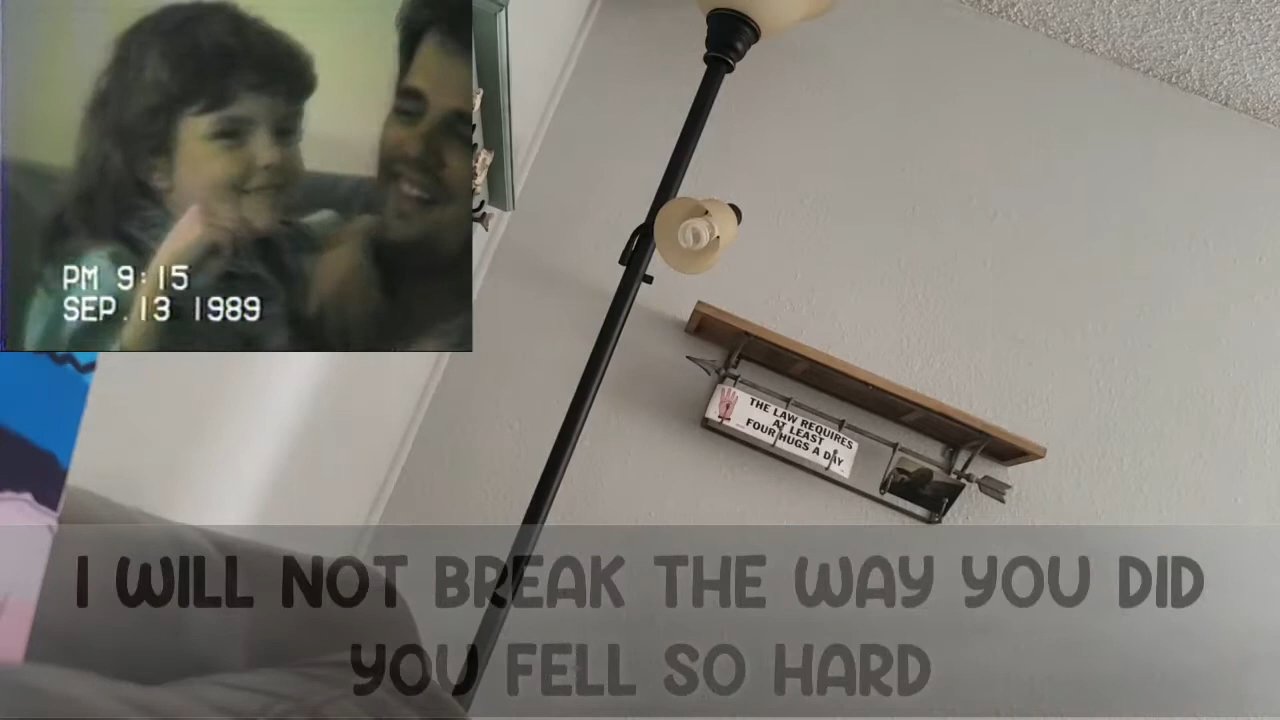 PM 9:15
SEP. 13 1989
THE LAW REQUIRES
AT LEAST
FOUR HUGS A DAY
I WILL NOT BREAK THE WAY YOU DID
YOU FELL SO HARD